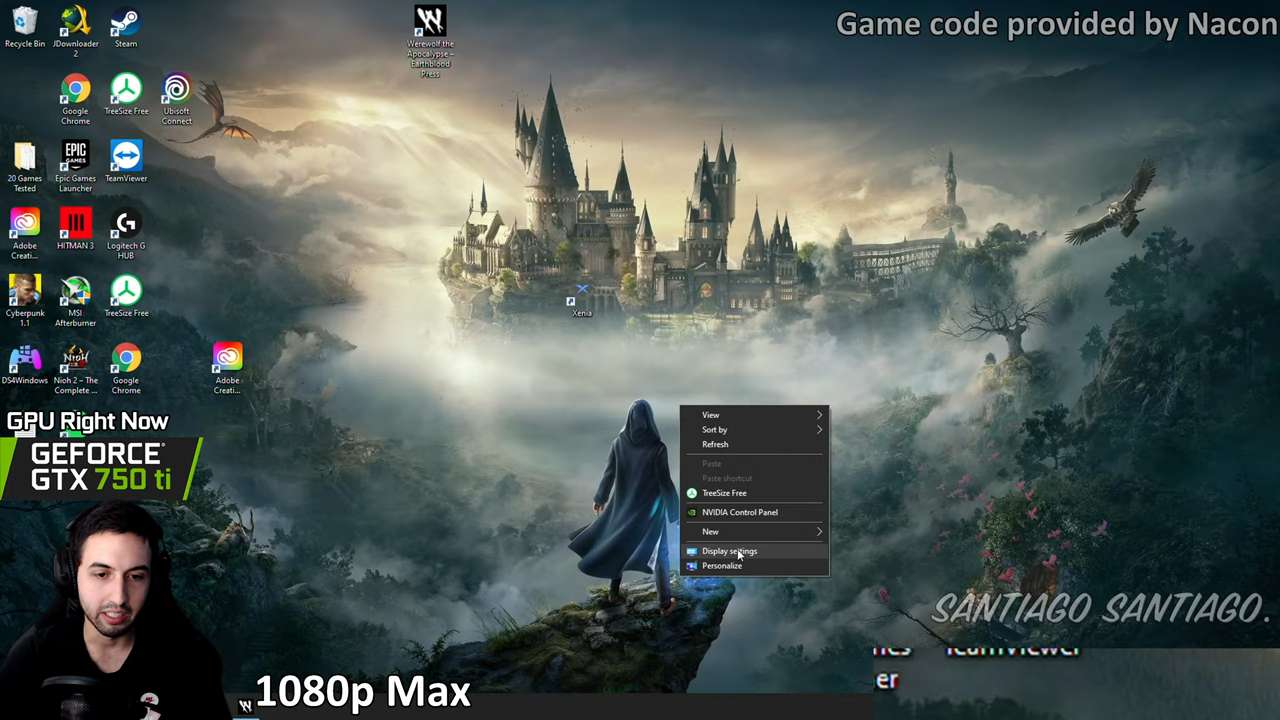 Game code provided by Nacon
Recycle Bin
JDownloader
2
Steam
Werewolf the
Apocalypse –
Earthblood
Press
Google
Chrome
TreeSize Free
Ubisoft
Connect
20 Games
Tested
EPIC
GAMES
Epic Games
Launcher
TeamViewer
Adobe
Creati...
HITMAN 3
Logitech G
HUB
Cyberpunk
1.1
MSI
Afterburner
TreeSize Free
Xenia
DS4Windows
NIOH
Nioh 2 – The
Complete ...
Google
Chrome
Adobe
Creati...
View
Sort by
Refresh
Paste
Paste shortcut
TreeSize Free
NVIDIA Control Panel
New
Display settings
Personalize
GPU Right Now
GEFORCE
GTX 750 ti
SANTIAGO SANTIAGO.
TeamViewer
er
1080p Max